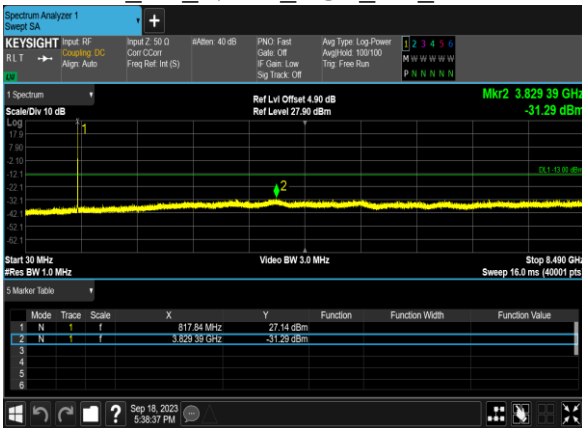 Spectrum Analyzer 1
Swept SA
+
KEYSIGHT Input: RF Input Z: 50 Ω #Atten: 40 dB PNO: Fast Avg Type: Log-Power 1 2 3 4 5 6
RLT Coupling: DC Corr CCorr Gate: Off Avg|Hold: 100/100 M W W W W W
Align: Auto Freq Ref: Int (S) IF Gain: Low Trig: Free Run
LW Sig Track: Off P N N N N N
1 Spectrum Ref Lvl Offset 4.90 dB Mkr2 3.829 39 GHz
Scale/Div 10 dB Ref Level 27.90 dBm -31.29 dBm
Log
1
17.9
7.90
-2.10
-12.1 DL1 -13.00 dBm
-22.1 2
-32.1
-42.1
-52.1
-62.1
Start 30 MHz Video BW 3.0 MHz Stop 8.490 GHz
#Res BW 1.0 MHz Sweep 16.0 ms (40001 pts
5 Marker Table
Mode Trace Scale X Y Function Function Width Function Value
1 N 1 f 817.84 MHz 27.14 dBm
2 N 1 f 3.829 39 GHz -31.29 dBm
3
4
5
6
? Sep 18, 2023
5:38:37 PM